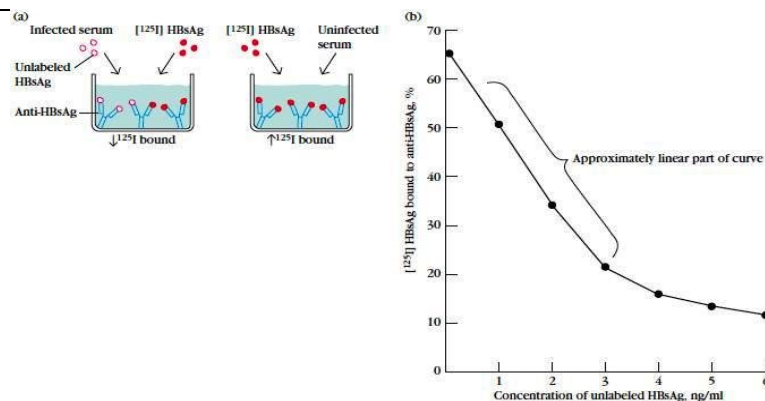 (a)
Infected serum
[¹²⁵I] HBsAg
Unlabeled
HBsAg
Anti-HBsAg
↓¹²⁵I bound
[¹²⁵I] HBsAg
Uninfected
serum
↑¹²⁵I bound
(b)
[¹²⁵I] HBsAg bound to anti-HBsAg, %
70
60
50
40
30
20
10
0
Approximately linear part of curve
1 2 3 4 5 6
Concentration of unlabeled HBsAg, ng/ml